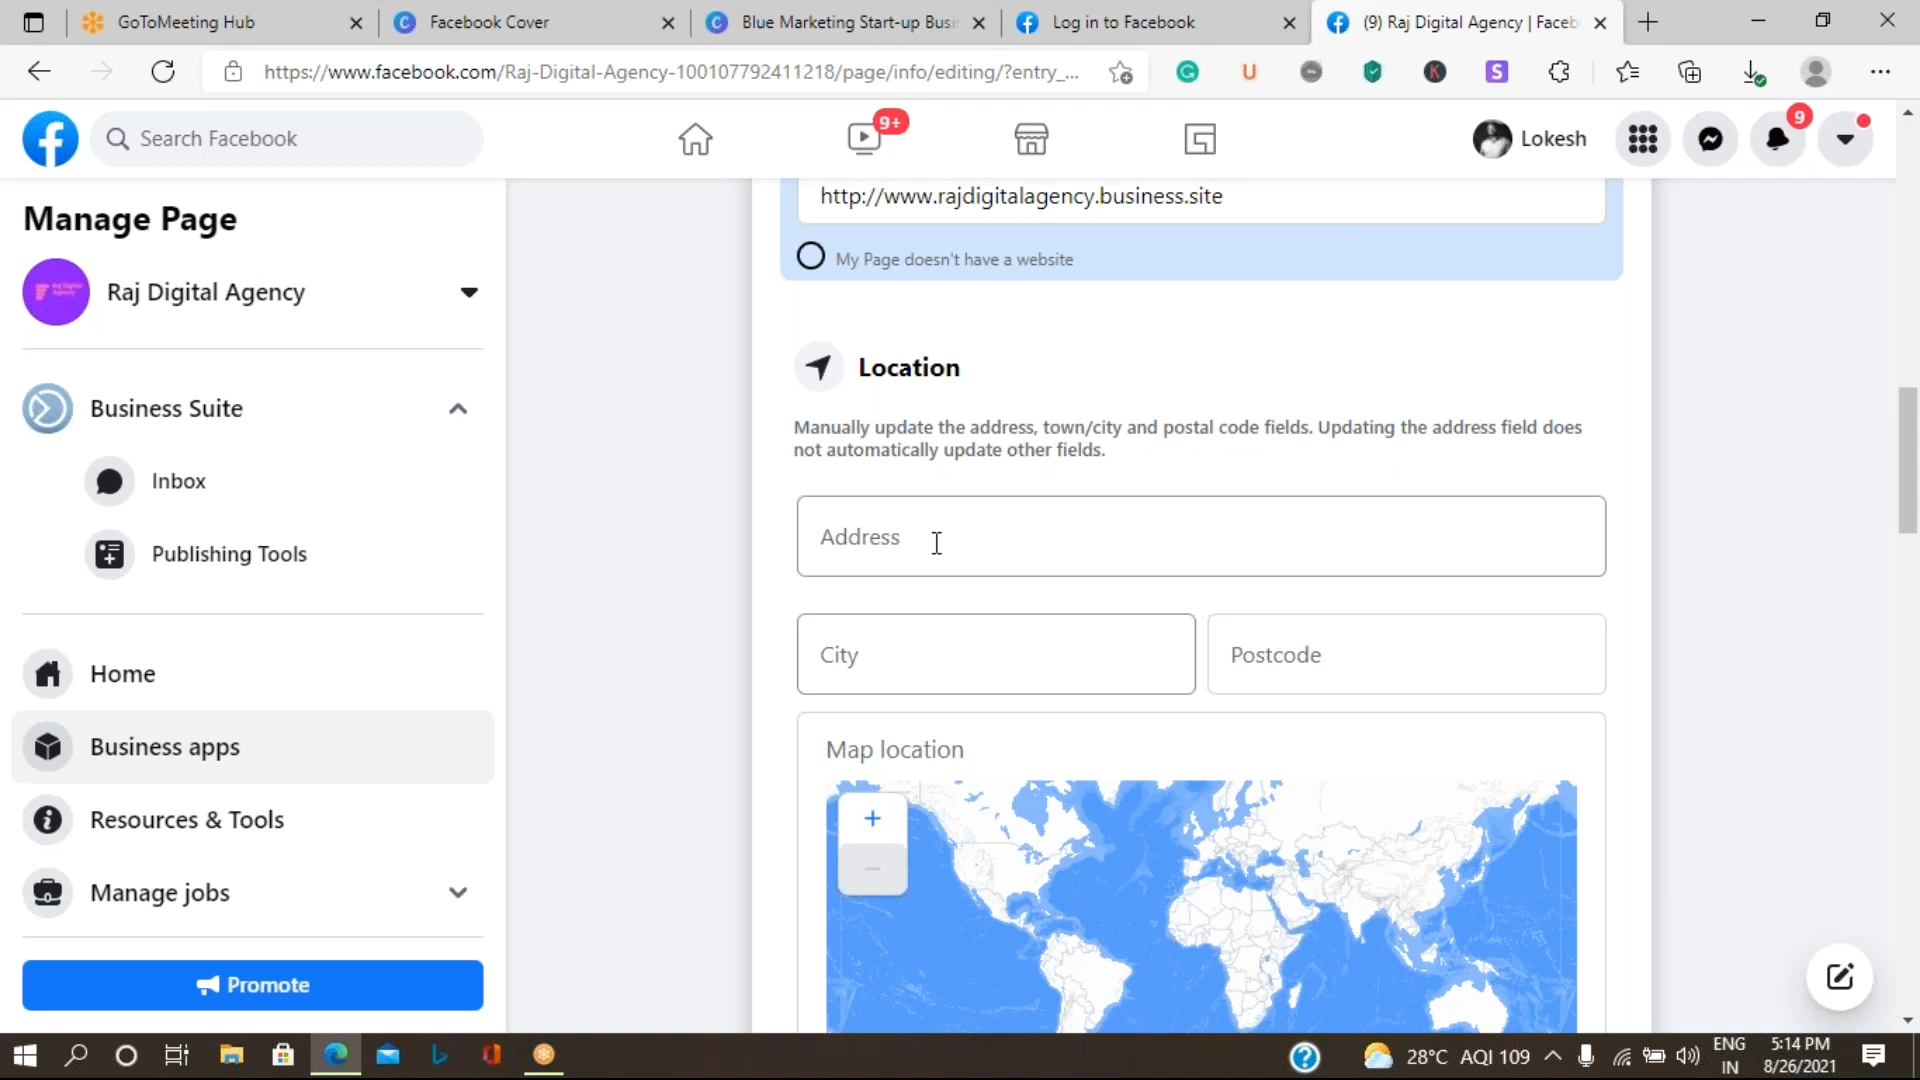 GoToMeeting Hub
Facebook Cover
Blue Marketing Start-up Busi
Log in to Facebook
(9) Raj Digital Agency | Faceb
https://www.facebook.com/Raj-Digital-Agency-100107792411218/page/info/editing/?entry_...
Search Facebook
9+
Lokesh
9
Manage Page
Raj Digital Agency
Business Suite
Inbox
Publishing Tools
Home
Business apps
Resources & Tools
Manage jobs
Promote
http://www.rajdigitalagency.business.site
My Page doesn't have a website
Location
Manually update the address, town/city and postal code fields. Updating the address field does
not automatically update other fields.
Address
City
Postcode
Map location
+
−
28°C AQI 109
ENG
IN
5:14 PM
8/26/2021